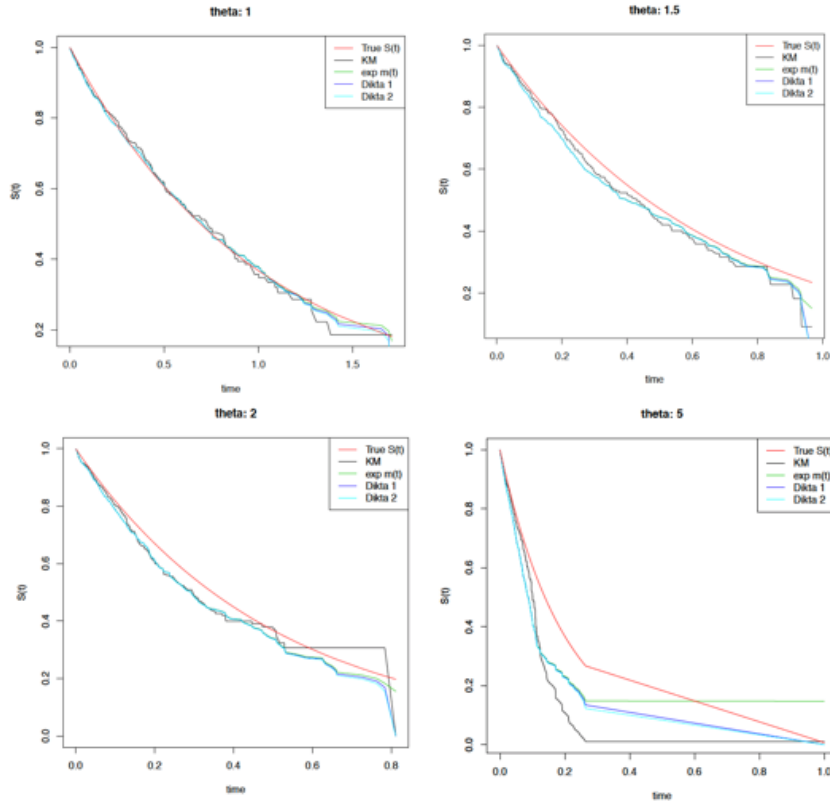 theta: 1
True S(t)
KM
exp m(t)
Dikta 1
Dikta 2
S(t)
1.0
0.8
0.6
0.4
0.2
0.0 0.5 1.0 1.5
time
theta: 1.5
True S(t)
KM
exp m(t)
Dikta 1
Dikta 2
S(t)
1.0
0.8
0.6
0.4
0.2
0.0 0.2 0.4 0.6 0.8 1.0
time
theta: 2
True S(t)
KM
exp m(t)
Dikta 1
Dikta 2
S(t)
1.0
0.8
0.6
0.4
0.2
0.0
0.0 0.2 0.4 0.6 0.8
time
theta: 5
True S(t)
KM
exp m(t)
Dikta 1
Dikta 2
S(t)
1.0
0.8
0.6
0.4
0.2
0.0
0.0 0.2 0.4 0.6 0.8 1.0
time